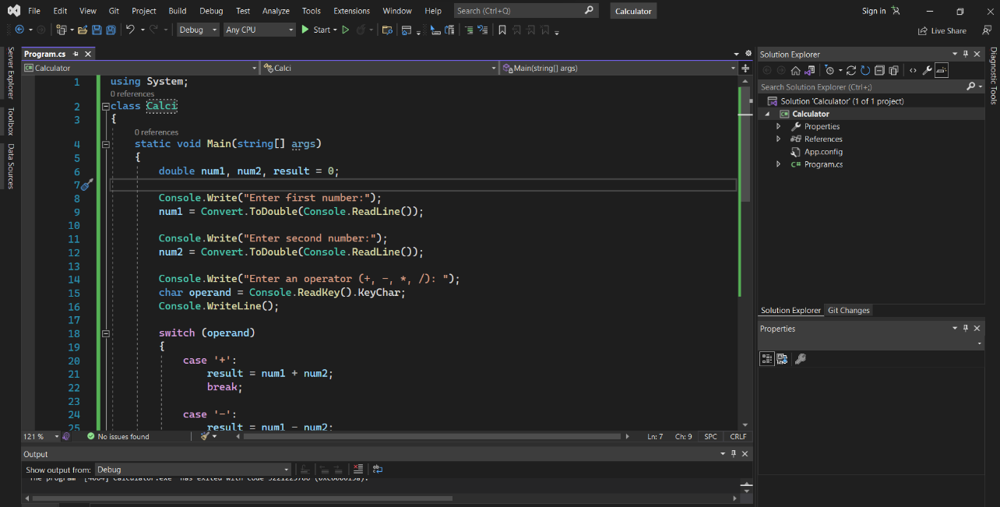 File Edit View Git Project Build Debug Test Analyze Tools Extensions Window Help Search (Ctrl+Q) Calculator Sign in
Debug Any CPU Start Live Share
Server Explorer
Toolbox
Data Sources
Program.cs
Calculator Calci Main(string[] args)
1 using System;
0 references
2 class Calci
3 {
0 references
4 static void Main(string[] args)
5 {
6 double num1, num2, result = 0;
7
8 Console.Write("Enter first number:");
9 num1 = Convert.ToDouble(Console.ReadLine());
10
11 Console.Write("Enter second number:");
12 num2 = Convert.ToDouble(Console.ReadLine());
13
14 Console.Write("Enter an operator (+, -, *, /): ");
15 char operand = Console.ReadKey().KeyChar;
16 Console.WriteLine();
17
18 switch (operand)
19 {
20 case '+':
21 result = num1 + num2;
22 break;
23
24 case '-':
25 result = num1 - num2;
121 % No issues found Ln: 7 Ch: 9 SPC CRLF
Output
Show output from: Debug
The program '[4664] Calculator.exe' has exited with code 3221225786 (0xc000013a).
Solution Explorer
Search Solution Explorer (Ctrl+;)
Solution 'Calculator' (1 of 1 project)
Calculator
Properties
References
App.config
C# Program.cs
Solution Explorer Git Changes
Properties
Diagnostic Tools